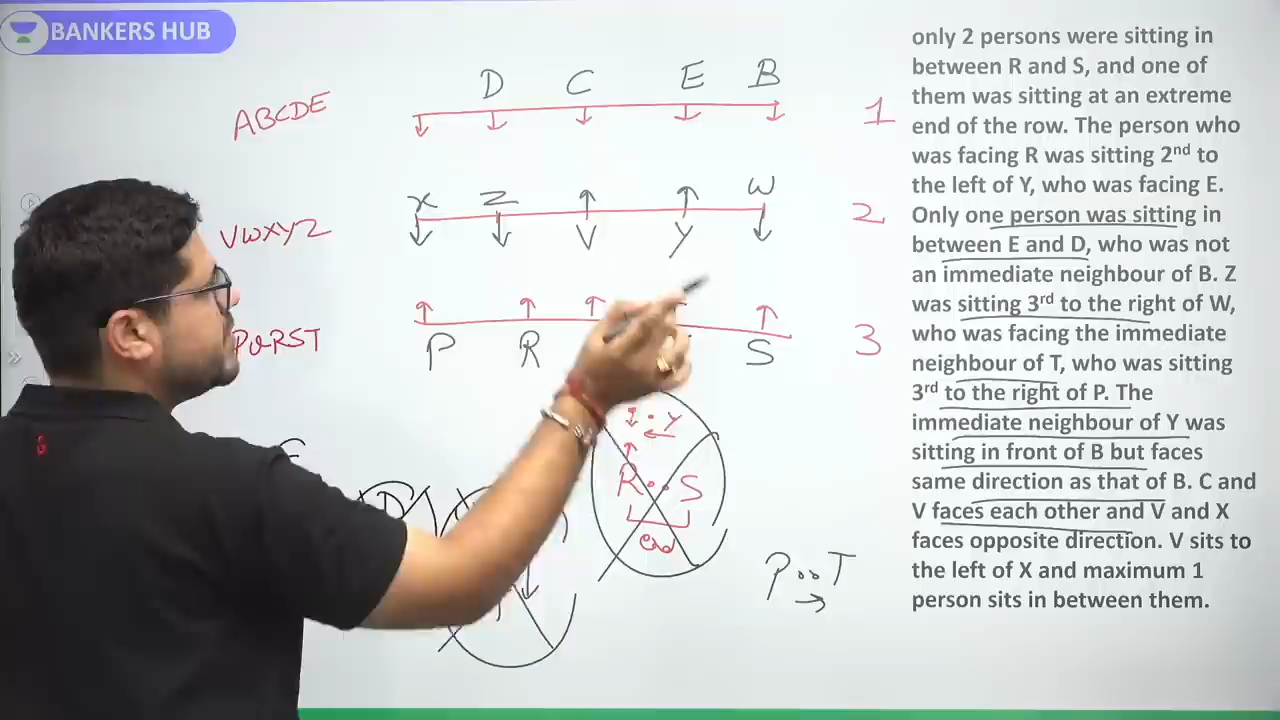 BANKERS HUB
D C E B
ABCDE
1
X Z W
VWXYZ
V Y
2
PQRST
P R S
3
Y
R . . S
End
D
P o o T
only 2 persons were sitting in
between R and S, and one of
them was sitting at an extreme
end of the row. The person who
was facing R was sitting 2nd to
the left of Y, who was facing E.
Only one person was sitting in
between E and D, who was not
an immediate neighbour of B. Z
was sitting 3rd to the right of W,
who was facing the immediate
neighbour of T, who was sitting
3rd to the right of P. The
immediate neighbour of Y was
sitting in front of B but faces
same direction as that of B. C and
V faces each other and V and X
faces opposite direction. V sits to
the left of X and maximum 1
person sits in between them.